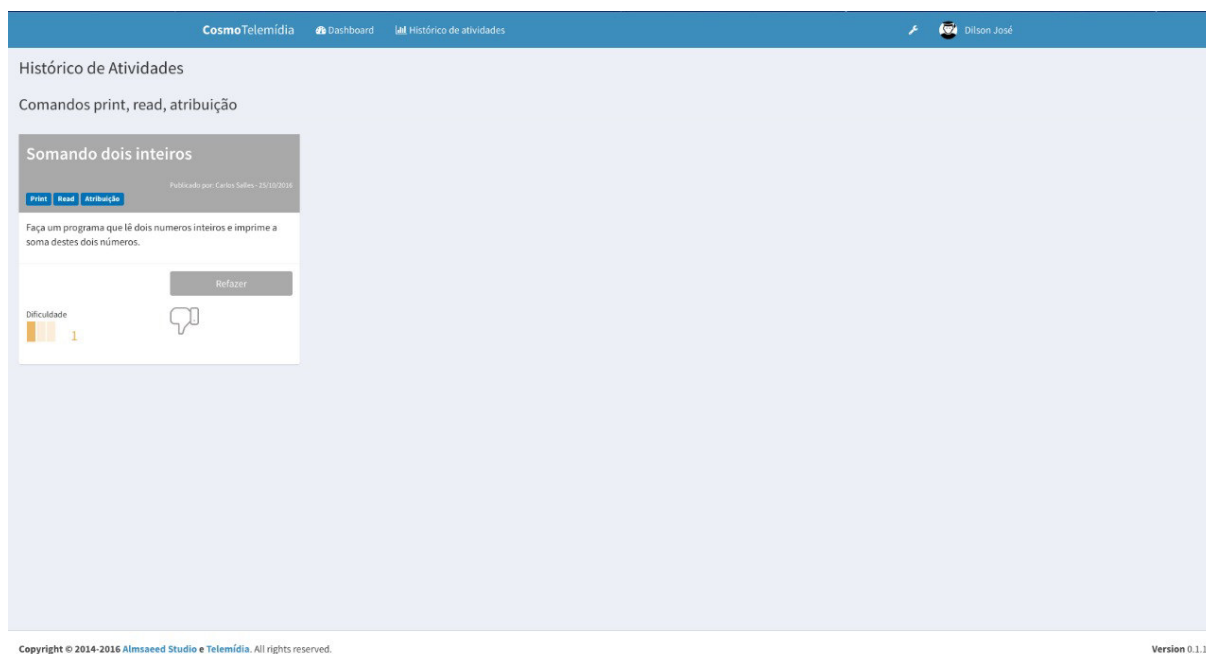 CosmoTelemídia Dashboard Histórico de atividades Dilson José
Histórico de Atividades
Comandos print, read, atribuição
Somando dois inteiros
Publicado por: Carlos Salles - 15/10/2016
Print Read Atribuição
Faça um programa que lê dois numeros inteiros e imprime a
soma destes dois números.
Refazer
Dificuldade
1
Copyright © 2014-2016 Almsaeed Studio e Telemídia. All rights reserved. Version 0.1.1